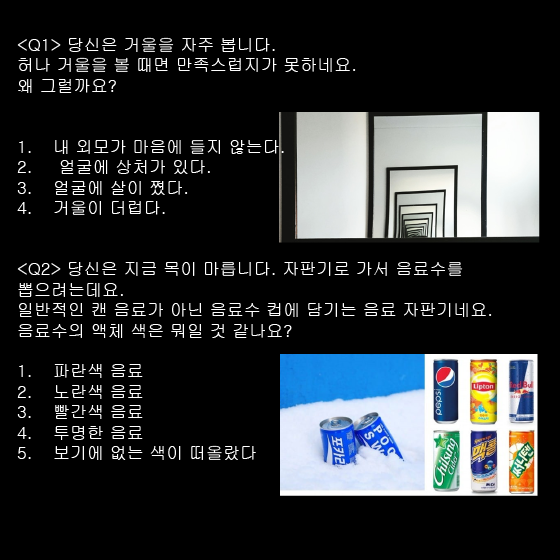 <Q1> 당신은 거울을 자주 봅니다.
허나 거울을 볼 때면 만족스럽지가 못하네요.
왜 그럴까요?
1. 내 외모가 마음에 들지 않는다.
2. 얼굴에 상처가 있다.
3. 얼굴에 살이 쪘다.
4. 거울이 더럽다.
<Q2> 당신은 지금 목이 마릅니다. 자판기로 가서 음료수를
뽑으려는데요.
일반적인 캔 음료가 아닌 음료수 컵에 담기는 음료 자판기네요.
음료수의 액체 색은 뭐일 것 같나요?
1. 파란색 음료
2. 노란색 음료
3. 빨간색 음료
4. 투명한 음료
5. 보기에 없는 색이 떠올랐다
포카리
PO
SW
pepsi
Lipton
Red Bull
Chilsung
Cider
맥콜
써니텐